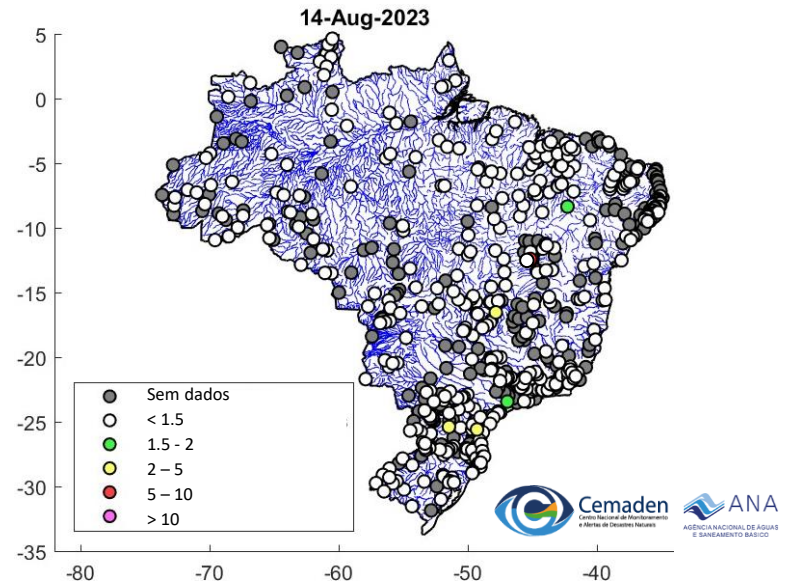 14-Aug-2023
5
0
-5
-10
-15
-20
-25
-30
-35
Sem dados
< 1.5
1.5 - 2
2 – 5
5 – 10
> 10
Cemaden
Centro Nacional de Monitoramento
e Alertas de Desastres Naturais
ANA
AGÊNCIA NACIONAL DE ÁGUAS
E SANEAMENTO BÁSICO
-80
-70
-60
-50
-40